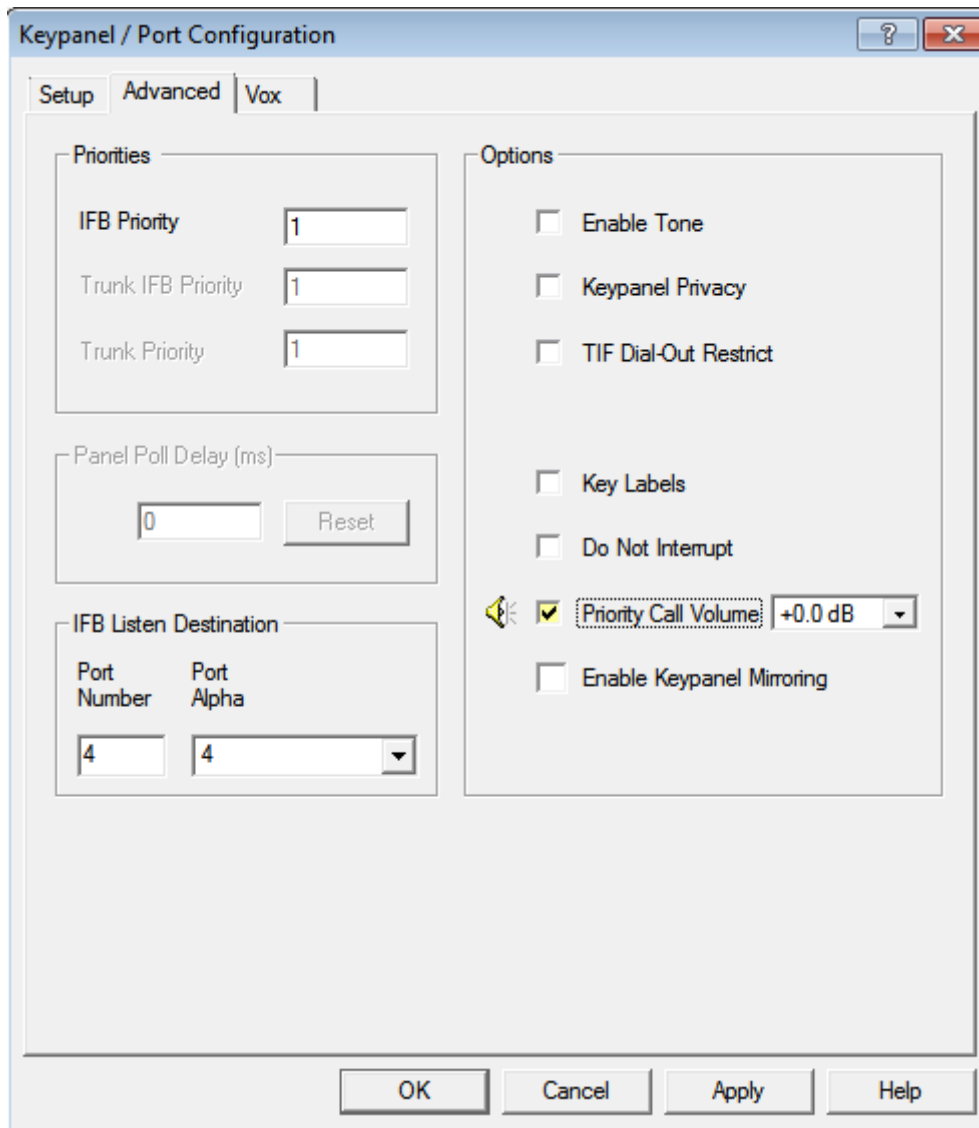 Keypanel / Port Configuration
Setup
Advanced
Vox
Priorities
IFB Priority
1
Trunk IFB Priority
1
Trunk Priority
1
Panel Poll Delay (ms)
0
Reset
IFB Listen Destination
Port
Number
Port
Alpha
4
4
Options
Enable Tone
Keypanel Privacy
TIF Dial-Out Restrict
Key Labels
Do Not Interrupt
Priority Call Volume
+0.0 dB
Enable Keypanel Mirroring
OK
Cancel
Apply
Help